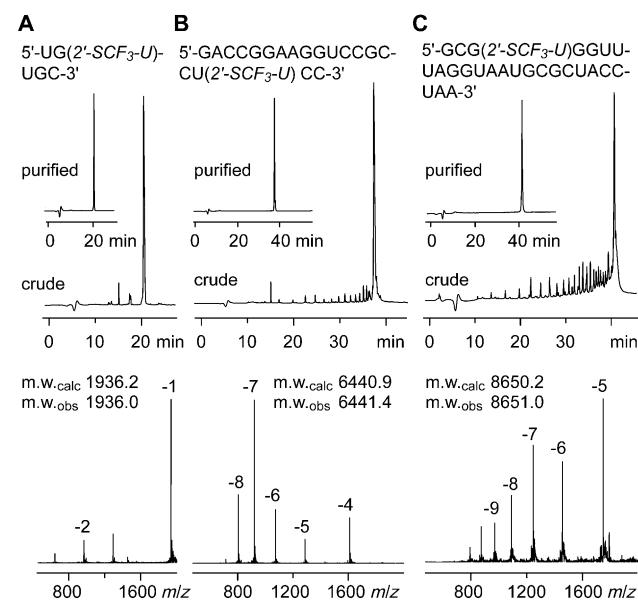 A
5'-UG(2'-SCF3-U)-
UGC-3'
purified
0 20 min
crude
0 10 20 min
m.w.calc 1936.2
m.w.obs 1936.0
-1
-2
800 1600 m/z
B
5'-GACCGGAAGGUCCGC-
CU(2'-SCF3-U) CC-3'
purified
0 20 40 min
crude
0 10 20 30 min
m.w.calc 6440.9
m.w.obs 6441.4
-7
-8
-6
-5
-4
800 1600 m/z
C
5'-GCG(2'-SCF3-U)GGUU-
UAGGUAAUGCGCUACC-
UAA-3'
purified
0 20 40 min
crude
0 10 20 30 min
m.w.calc 8650.2
m.w.obs 8651.0
-5
-7
-6
-8
-9
800 1600 m/z